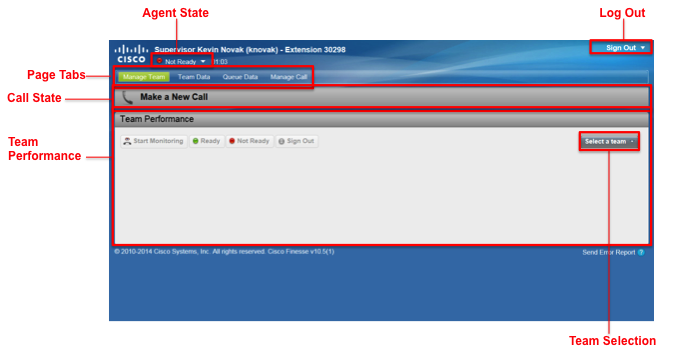 Agent State
Log Out
CISCO
Supervisor Kevin Novak (knovak) - Extension 30298
Sign Out
Not Ready
01:03
Page Tabs
Manage Team Team Data Queue Data Manage Call
Call State
Make a New Call
Team Performance
Team
Performance
Start Monitoring Ready Not Ready Sign Out
Select a team
© 2010-2014 Cisco Systems, Inc. All rights reserved. Cisco Finesse v10.5(1)
Send Error Report
Team Selection